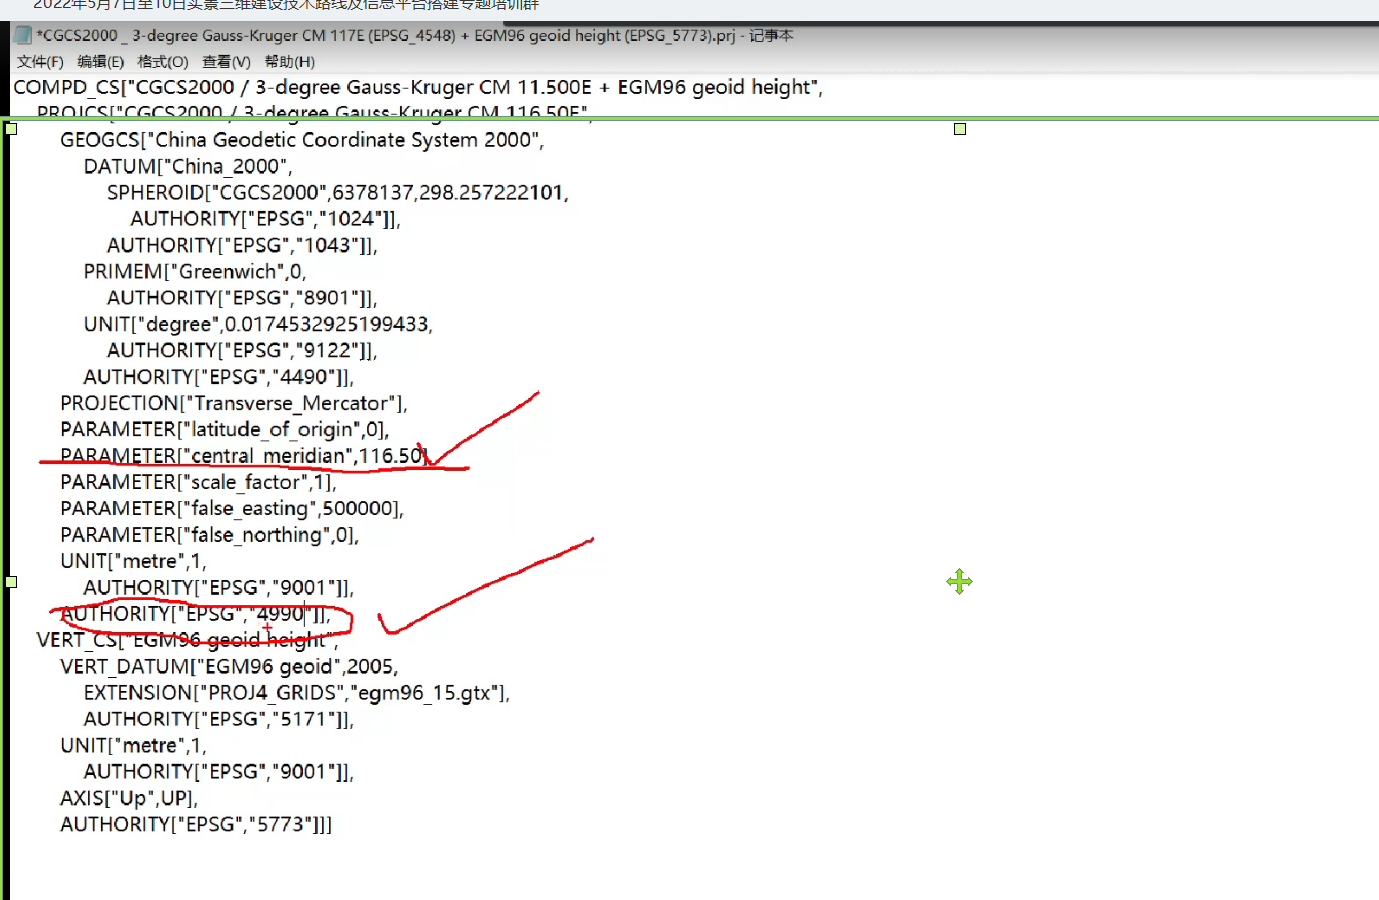 2022年5月7日至10日实景三维建设技术路线及信息平台搭建专题培训群
*CGCS2000 _ 3-degree Gauss-Kruger CM 117E (EPSG_4548) + EGM96 geoid height (EPSG_5773).prj - 记事本
文件(F) 编辑(E) 格式(O) 查看(V) 帮助(H)
COMPD_CS["CGCS2000 / 3-degree Gauss-Kruger CM 11.500E + EGM96 geoid height",
PROJCS["CGCS2000 / 3-degree Gauss-Kruger CM 116.50E",
GEOGCS["China Geodetic Coordinate System 2000",
DATUM["China_2000",
SPHEROID["CGCS2000",6378137,298.257222101,
AUTHORITY["EPSG","1024"]],
AUTHORITY["EPSG","1043"]],
PRIMEM["Greenwich",0,
AUTHORITY["EPSG","8901"]],
UNIT["degree",0.0174532925199433,
AUTHORITY["EPSG","9122"]],
AUTHORITY["EPSG","4490"]],
PROJECTION["Transverse_Mercator"],
PARAMETER["latitude_of_origin",0],
PARAMETER["central_meridian",116.50],
PARAMETER["scale_factor",1],
PARAMETER["false_easting",500000],
PARAMETER["false_northing",0],
UNIT["metre",1,
AUTHORITY["EPSG","9001"]],
AUTHORITY["EPSG","4990"]],
VERT_CS["EGM96 geoid height",
VERT_DATUM["EGM96 geoid",2005,
EXTENSION["PROJ4_GRIDS","egm96_15.gtx"],
AUTHORITY["EPSG","5171"]],
UNIT["metre",1,
AUTHORITY["EPSG","9001"]],
AXIS["Up",UP],
AUTHORITY["EPSG","5773"]]]